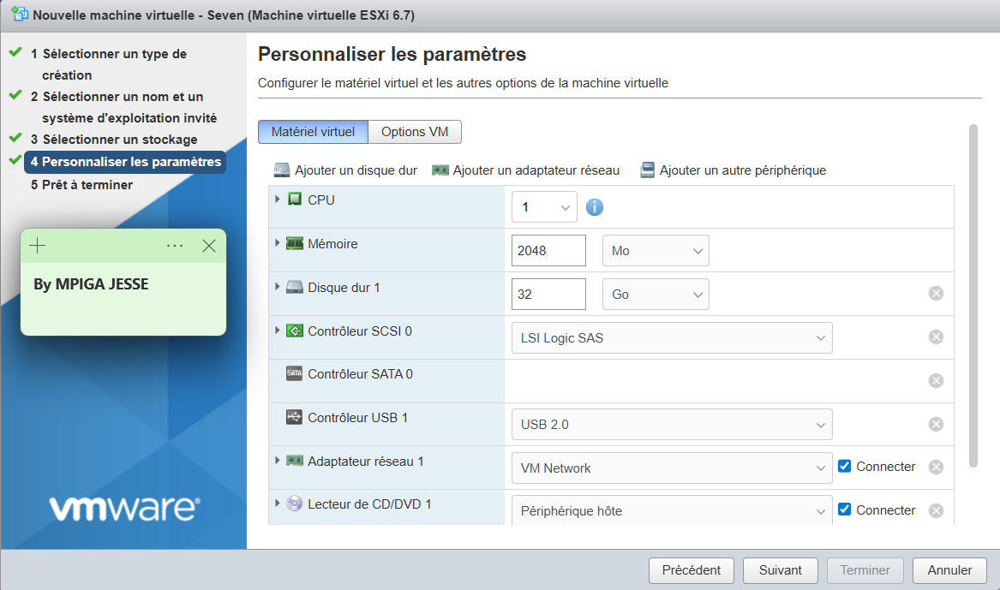 Nouvelle machine virtuelle - Seven (Machine virtuelle ESXi 6.7)
1 Sélectionner un type de
création
2 Sélectionner un nom et un
système d'exploitation invité
3 Sélectionner un stockage
4 Personnaliser les paramètres
5 Prêt à terminer
By MPIGA JESSE
vmware®
Personnaliser les paramètres
Configurer le matériel virtuel et les autres options de la machine virtuelle
Matériel virtuel Options VM
Ajouter un disque dur Ajouter un adaptateur réseau Ajouter un autre périphérique
CPU 1
Mémoire 2048 Mo
Disque dur 1 32 Go
Contrôleur SCSI 0 LSI Logic SAS
SATA Contrôleur SATA 0
Contrôleur USB 1 USB 2.0
Adaptateur réseau 1 VM Network Connecter
Lecteur de CD/DVD 1 Périphérique hôte Connecter
Précédent Suivant Terminer Annuler